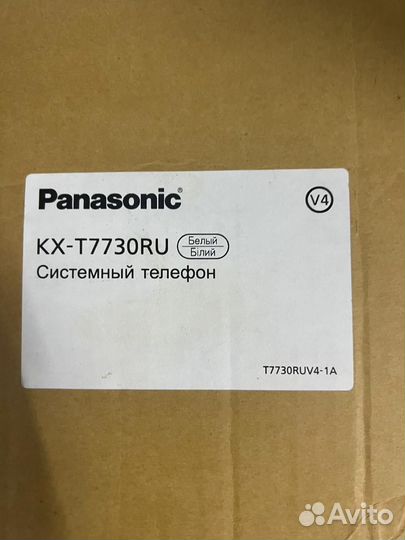 Panasonic®
V4
KX-T7730RU Белый
Білий
Системный телефон
T7730RUV4-1A
Avito